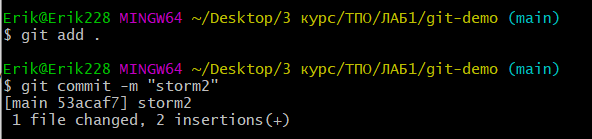 Erik@Erik228 MINGW64 ~/Desktop/3 курс/ТПО/ЛАБ1/git-demo (main)
$ git add .
Erik@Erik228 MINGW64 ~/Desktop/3 курс/ТПО/ЛАБ1/git-demo (main)
$ git commit -m "storm2"
[main 53acaf7] storm2
 1 file changed, 2 insertions(+)